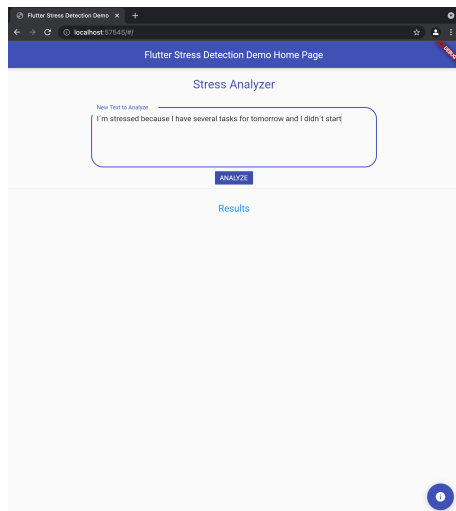 Flutter Stress Detection Demo
localhost:57545/#/
Flutter Stress Detection Demo Home Page
DEBUG
Stress Analyzer
New Text to Analyze
I´m stressed because I have several tasks for tomorrow and I didn´t start
ANALYZE
Results